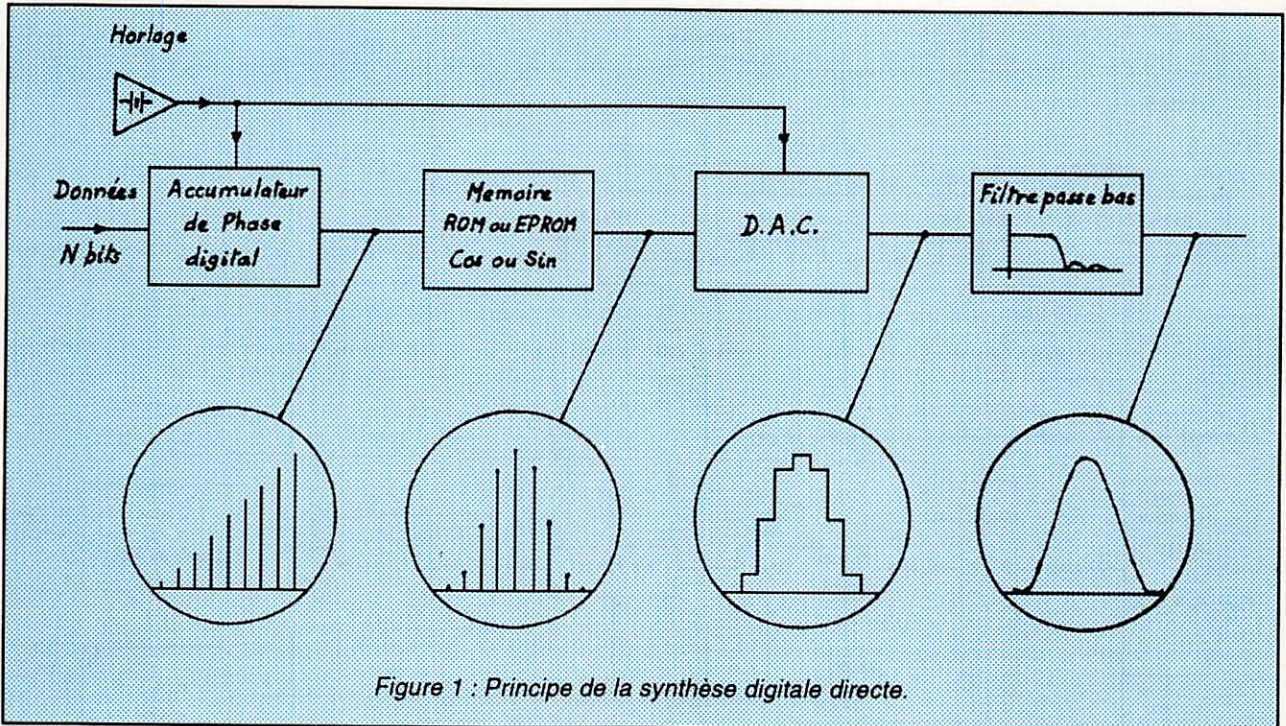 Horlage
Données
N bits
Accumulateur
de Phase
digital
Memoire
ROM ou EPROM
Cos ou Sin
D.A.C.
Filtre passe bas
Figure 1 : Principe de la synthèse digitale directe.